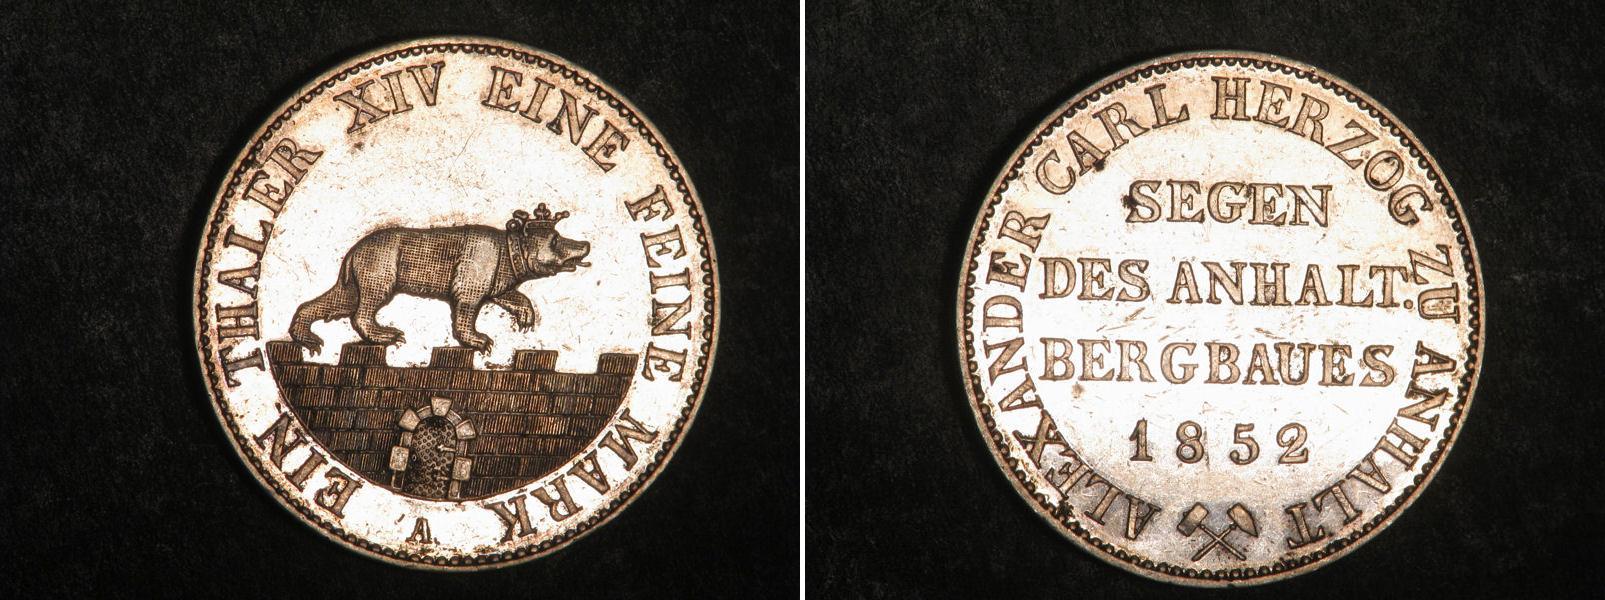 EIN THALER XIV EINE FEINE MARK
A
ALEXANDER CARL HERZOG ZU ANHALT
SEGEN
DES ANHALT.
BERGBAUES
1852